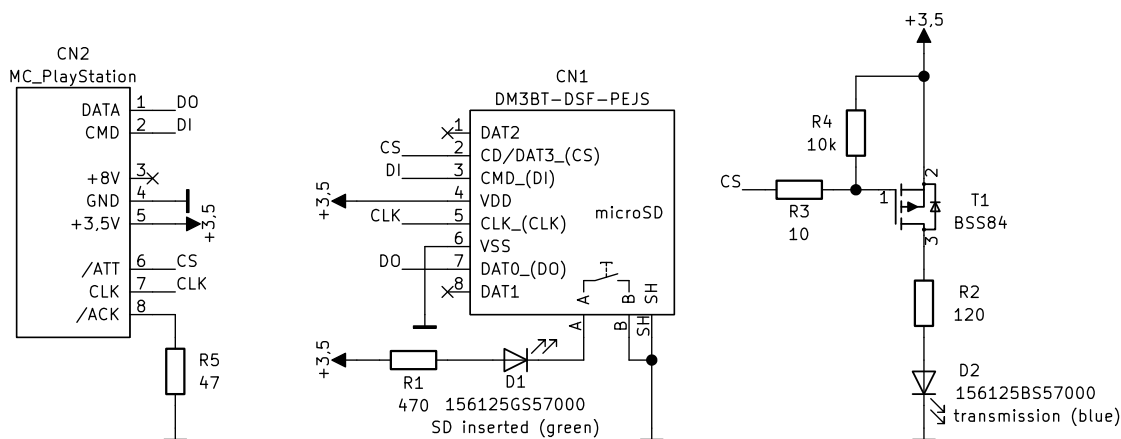 CN2
MC_PlayStation
DATA 1 DO
CMD 2 DI
+8V 3
GND 4
+3,5V 5 +3,5
/ATT 6 CS
CLK 7 CLK
/ACK 8
R5
47
CN1
DM3BT-DSF-PEJS
1 DAT2
CS 2 CD/DAT3_(CS)
DI 3 CMD_(DI)
+3,5 4 VDD
CLK 5 CLK_(CLK)
6 VSS
DO 7 DAT0_(DO)
8 DAT1
microSD
A B SH
A B SH
+3,5
R1
470
D1
156125GS57000
SD inserted (green)
+3,5
R4
10k
CS
R3
10
1
2
3
T1
BSS84
R2
120
D2
156125BS57000
transmission (blue)